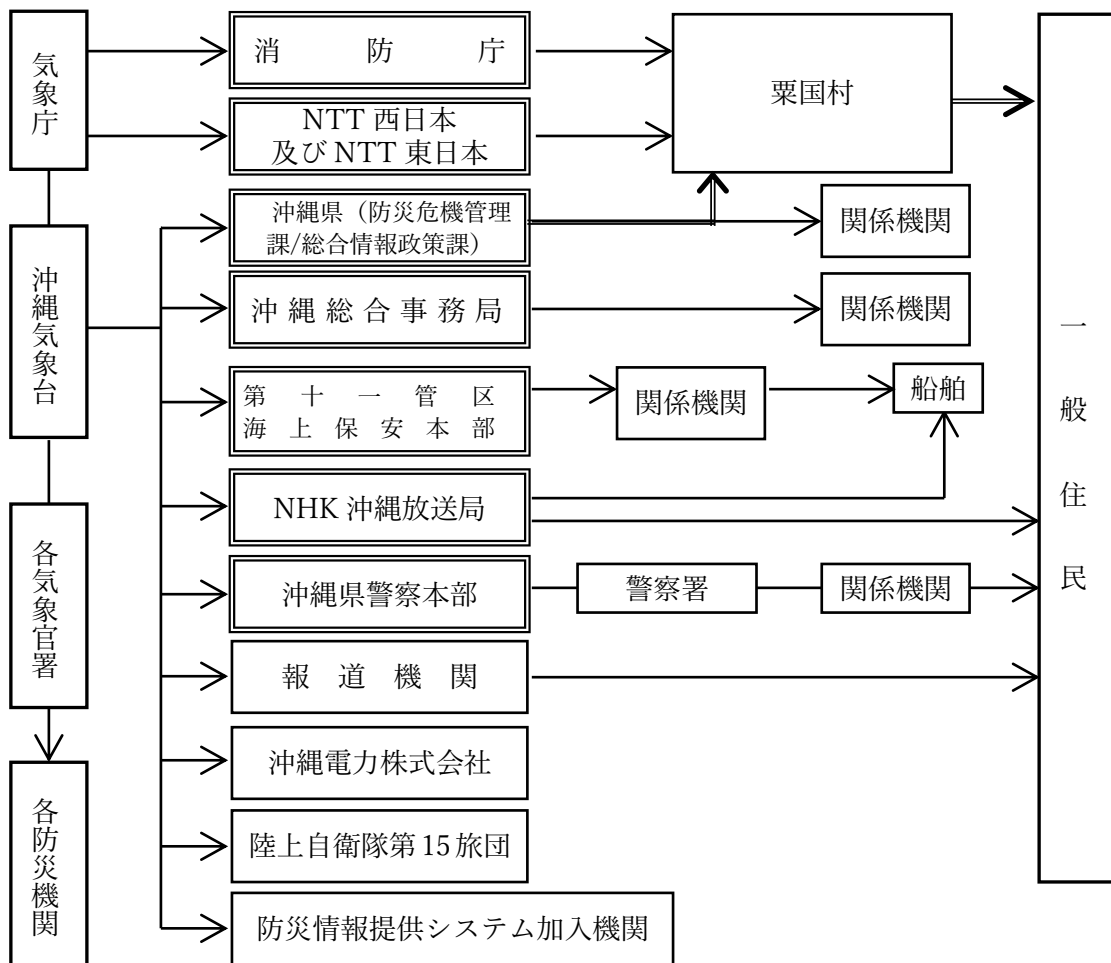 気象庁
沖縄気象台
各気象官署
各防災機関
消防庁
NTT 西日本
及び NTT 東日本
沖縄県（防災危機管理
課/総合情報政策課）
沖縄総合事務局
第十一管区
海上保安本部
NHK 沖縄放送局
沖縄県警察本部
報道機関
沖縄電力株式会社
陸上自衛隊第 15 旅団
防災情報提供システム加入機関
粟国村
関係機関
関係機関
関係機関
船舶
警察署
関係機関
一般住民